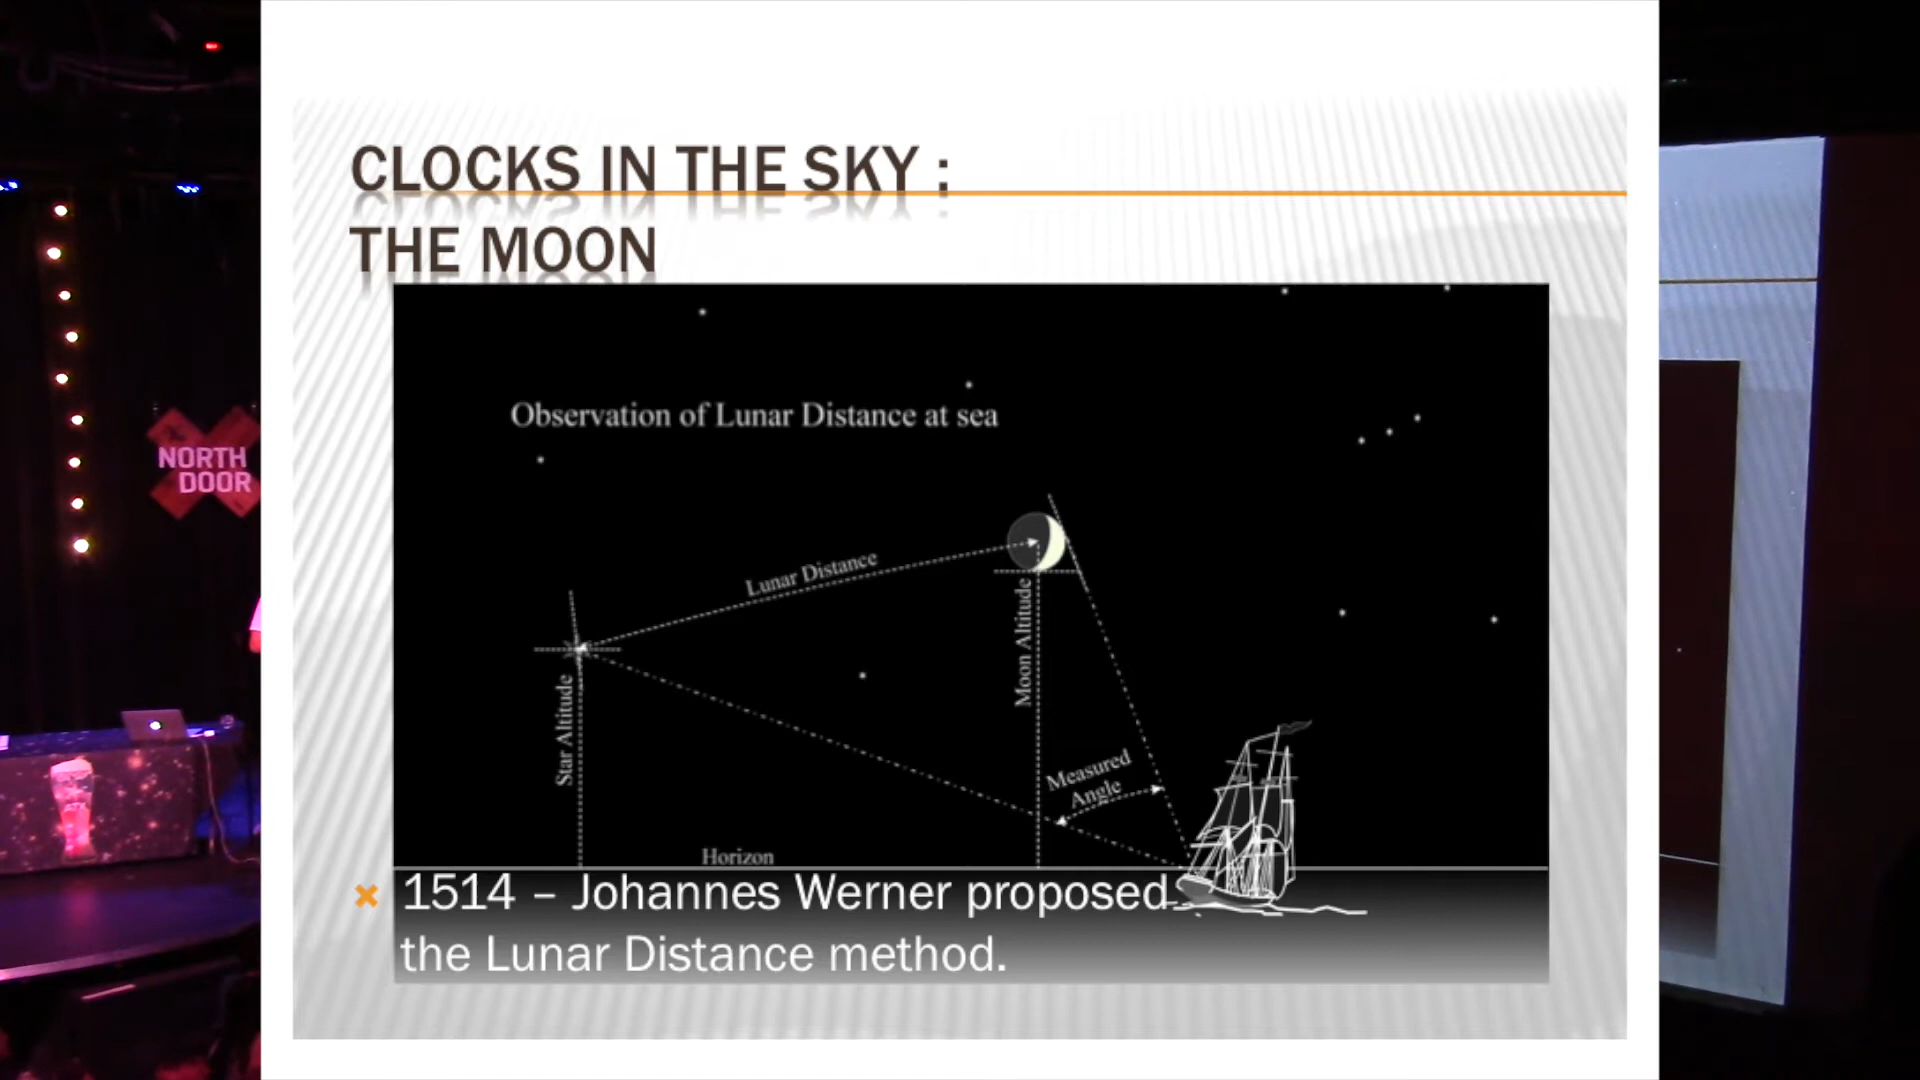 CLOCKS IN THE SKY :
THE MOON
Observation of Lunar Distance at sea
Lunar Distance
Moon Altitude
Star Altitude
Measured
Angle
Horizon
1514 – Johannes Werner proposed
the Lunar Distance method.
NORTH
DOOR